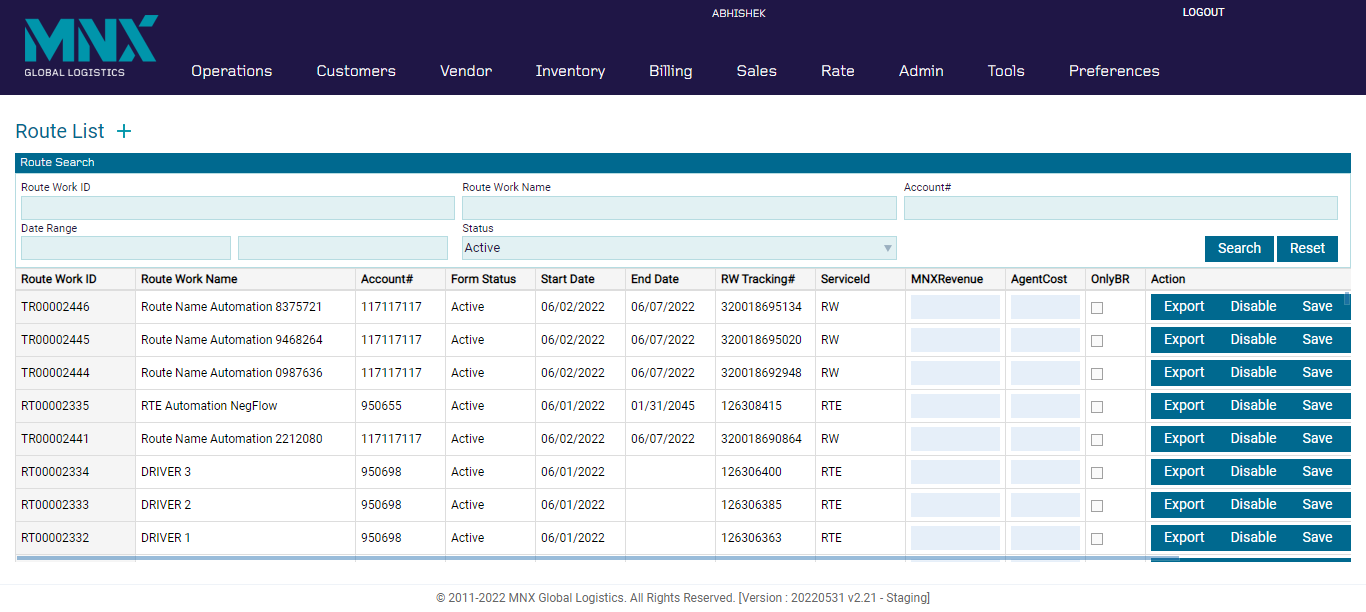 ABHISHEK
LOGOUT
MNX
GLOBAL LOGISTICS
Operations Customers Vendor Inventory Billing Sales Rate Admin Tools Preferences
Route List +
Route Search
Route Work ID Route Work Name Account#
Date Range Status
Active Search Reset
Route Work ID Route Work Name Account# Form Status Start Date End Date RW Tracking# ServiceId MNXRevenue AgentCost OnlyBR Action
TR00002446 Route Name Automation 8375721 117117117 Active 06/02/2022 06/07/2022 320018695134 RW Export Disable Save
TR00002445 Route Name Automation 9468264 117117117 Active 06/02/2022 06/07/2022 320018695020 RW Export Disable Save
TR00002444 Route Name Automation 0987636 117117117 Active 06/02/2022 06/07/2022 320018692948 RW Export Disable Save
RT00002335 RTE Automation NegFlow 950655 Active 06/01/2022 01/31/2045 126308415 RTE Export Disable Save
TR00002441 Route Name Automation 2212080 117117117 Active 06/02/2022 06/07/2022 320018690864 RW Export Disable Save
RT00002334 DRIVER 3 950698 Active 06/01/2022 126306400 RTE Export Disable Save
RT00002333 DRIVER 2 950698 Active 06/01/2022 126306385 RTE Export Disable Save
RT00002332 DRIVER 1 950698 Active 06/01/2022 126306363 RTE Export Disable Save
© 2011-2022 MNX Global Logistics. All Rights Reserved. [Version : 20220531 v2.21 - Staging]